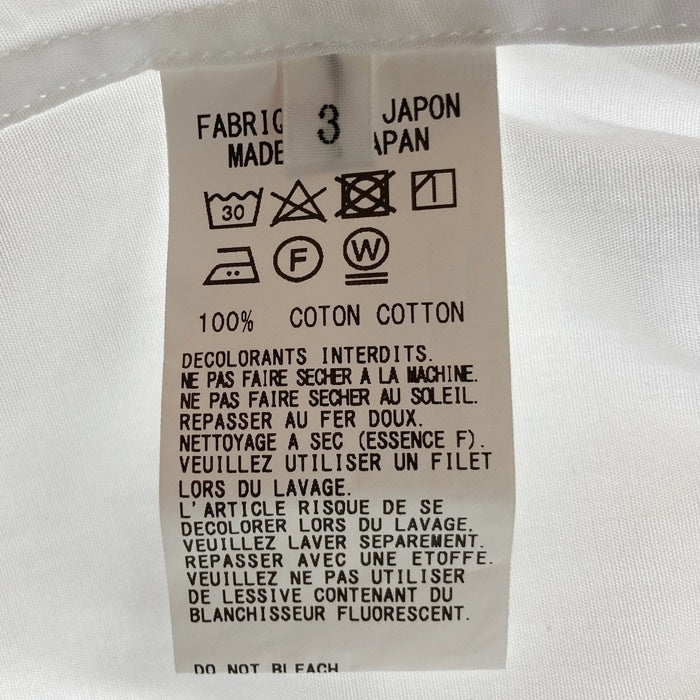 FABRIQ 3 JAPON
MADE APAN
30
F W
100% COTON COTTON
DECOLORANTS INTERDITS.
NE PAS FAIRE SECHER A LA MACHINE.
NE PAS FAIRE SECHER AU SOLEIL.
REPASSER AU FER DOUX.
NETTOYAGE A SEC (ESSENCE F).
VEUILLEZ UTILISER UN FILET
LORS DU LAVAGE.
L'ARTICLE RISQUE DE SE
DECOLORER LORS DU LAVAGE.
VEUILLEZ LAVER SEPAREMENT.
REPASSER AVEC UNE ETOFFE.
VEUILLEZ NE PAS UTILISER
DE LESSIVE CONTENANT DU
BLANCHISSEUR FLUORESCENT.
DO NOT BLEACH